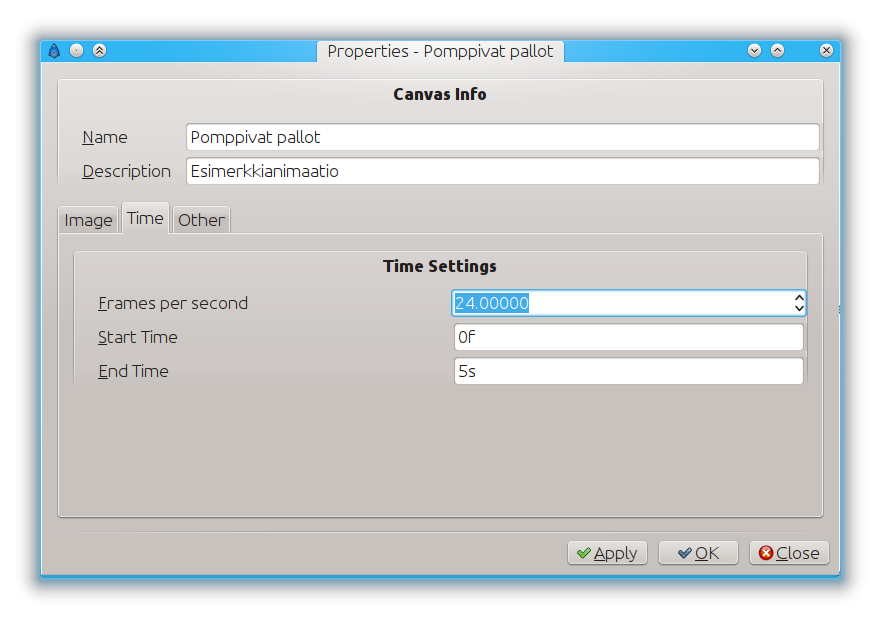 Properties - Pomppivat pallot
Canvas Info
Name Pomppivat pallot
Description Esimerkkianimaatio
Image Time Other
Time Settings
Frames per second 24.00000
Start Time 0f
End Time 5s
Apply OK Close